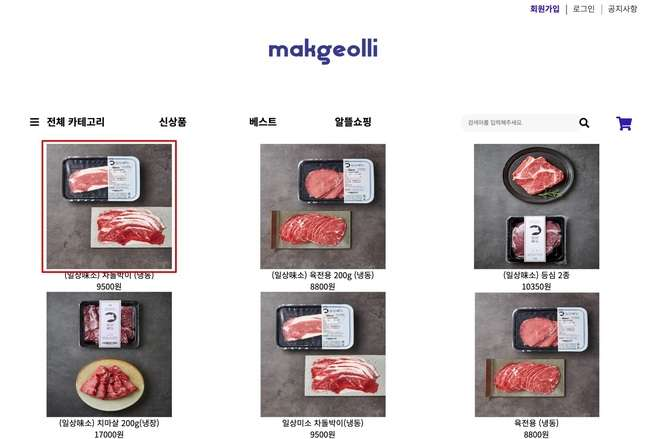 회원가입 | 로그인 | 공지사항
makgeolli
전체 카테고리 신상품 베스트 알뜰쇼핑 검색어를 입력해주세요
(일상味소) 차돌박이 (냉동) (일상味소) 육전용 200g (냉동) (일상味소) 등심 2종
9500원 8800원 10350원
(일상味소) 치마살 200g(냉장) 일상미소 차돌박이(냉동) 육전용 (냉동)
17000원 9500원 8800원